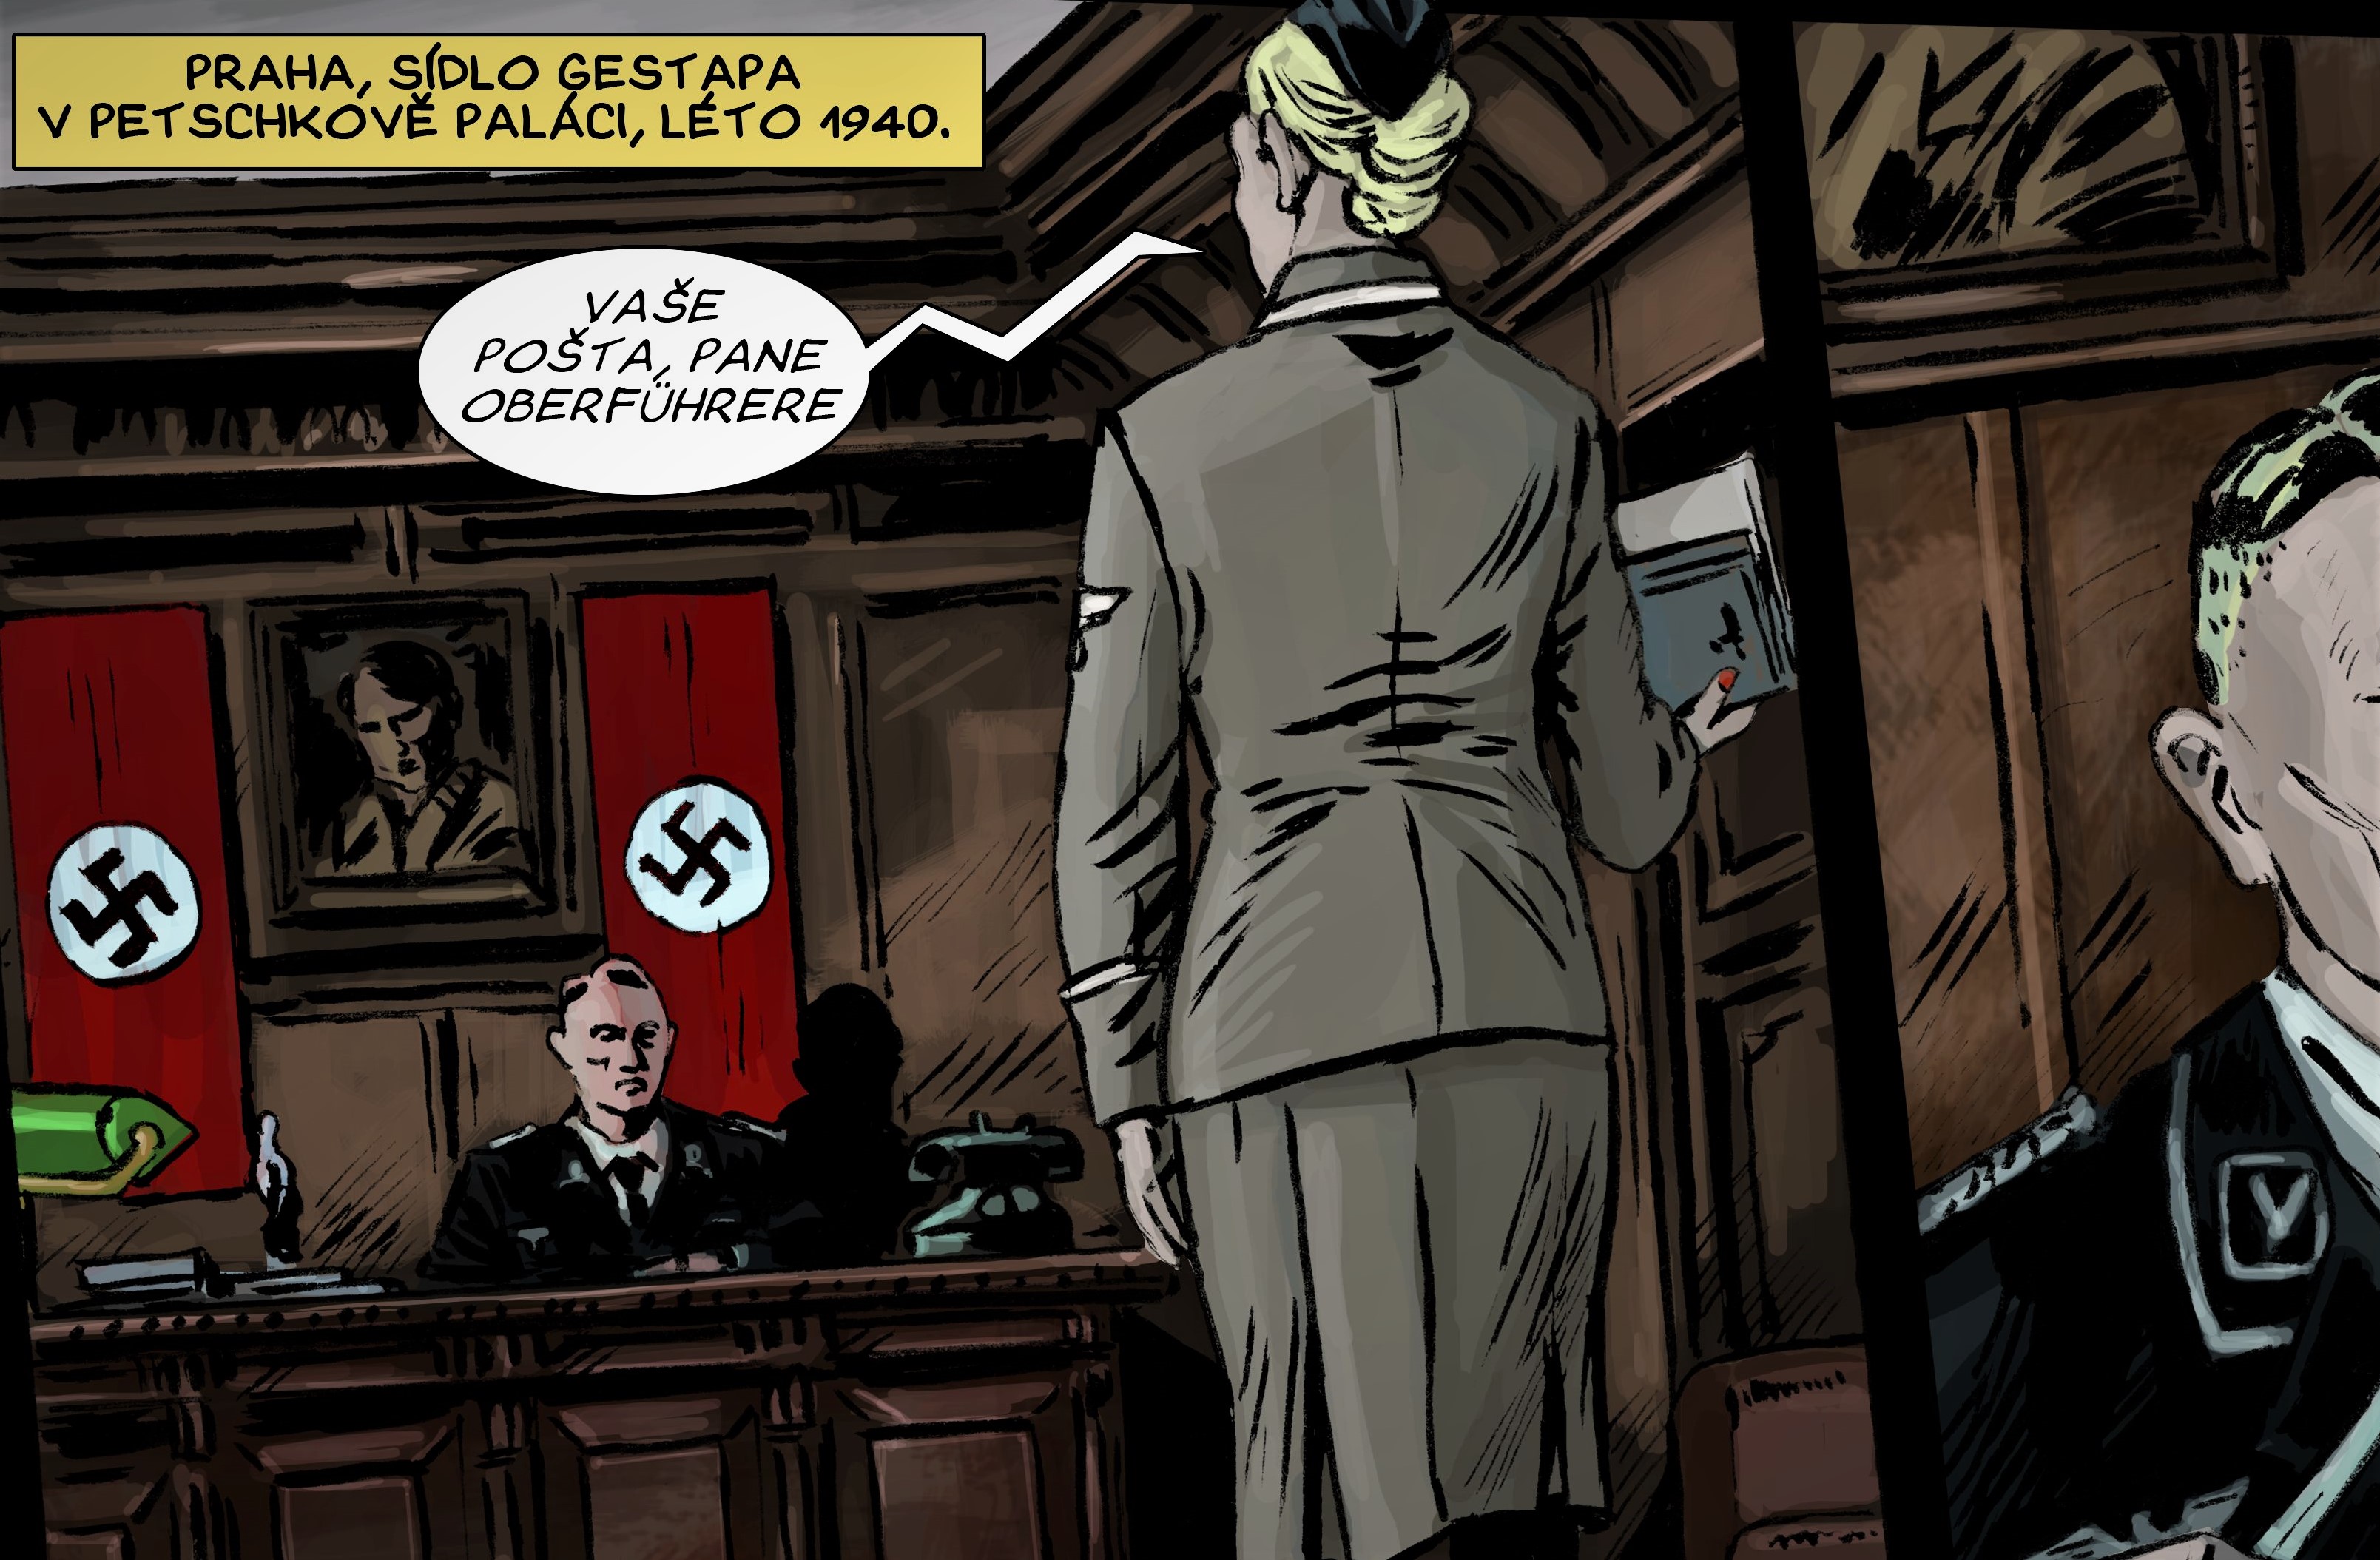 PRAHA, SÍDLO GESTAPA
V PETSCHKOVĚ PALÁCI, LÉTO 1940.
VAŠE
POŠTA, PANE
OBERFÜHRERE